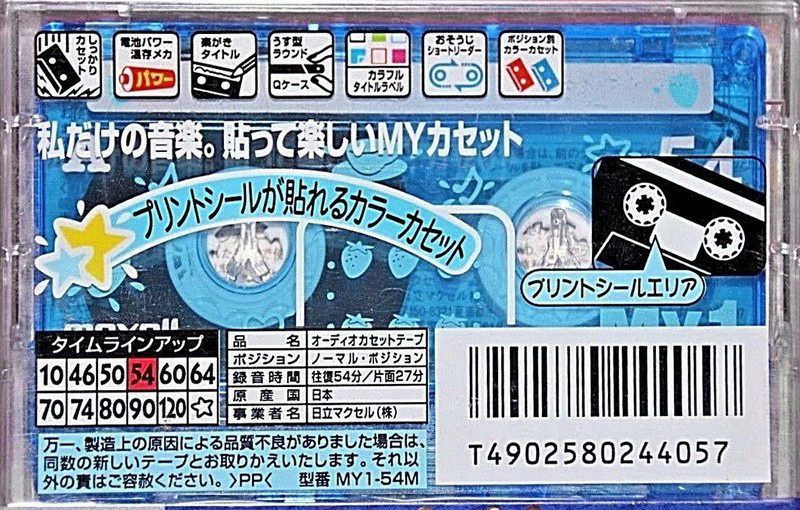 しっかり
カセット
電池パワー
温存メカ
パワー
楽がき
タイトル
うす型
ラウンド
Qケース
カラフル
タイトルラベル
おそうじ
ショートリーダー
ポジション別
カラーカセット
A
54
私だけの音楽。貼って楽しいMYカセット
プリントシールが貼れるカラーカセット
プリントシールエリア
maxell
MY1
タイムラインアップ
10 46 50 54 60 64
70 74 80 90 120 ☆
品名 オーディオカセットテープ
ポジション ノーマル・ポジション
録音時間 往復54分/片面27分
原産国 日本
事業者名 日立マクセル(株)
万一、製造上の原因による品質不良がありました場合は、
同数の新しいテープとお取りかえいたします。それ以
外の責はご容赦ください。 >PP< 型番 MY1-54M
T4902580244057